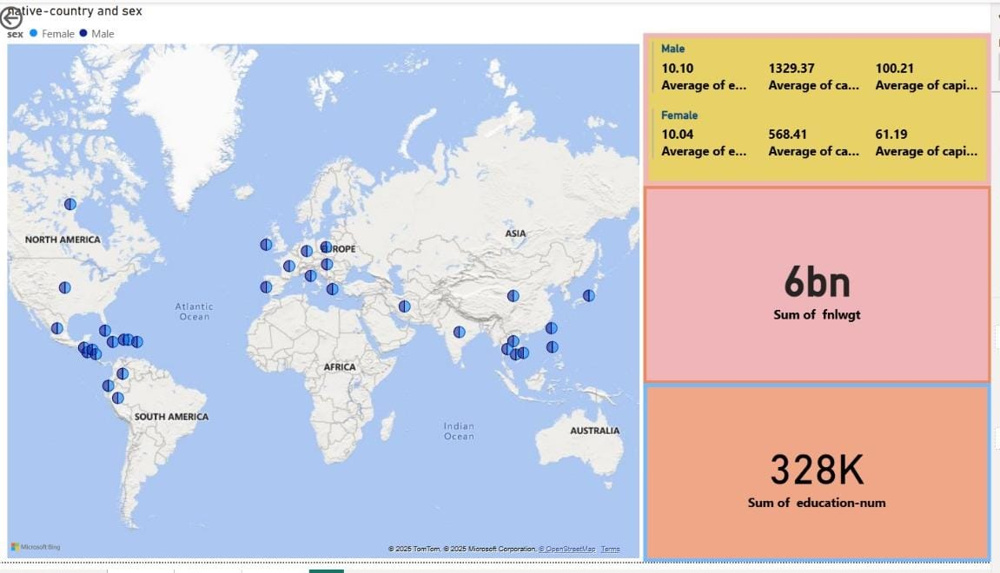 native-country and sex
sex Female Male
NORTH AMERICA
EUROPE
ASIA
Atlantic
Ocean
AFRICA
SOUTH AMERICA
Indian
Ocean
AUSTRALIA
Microsoft Bing
© 2025 TomTom, © 2025 Microsoft Corporation, © OpenStreetMap Terms
Male
10.10 1329.37 100.21
Average of e... Average of ca... Average of capi...
Female
10.04 568.41 61.19
Average of e... Average of ca... Average of capi...
6bn
Sum of fnlwgt
328K
Sum of education-num